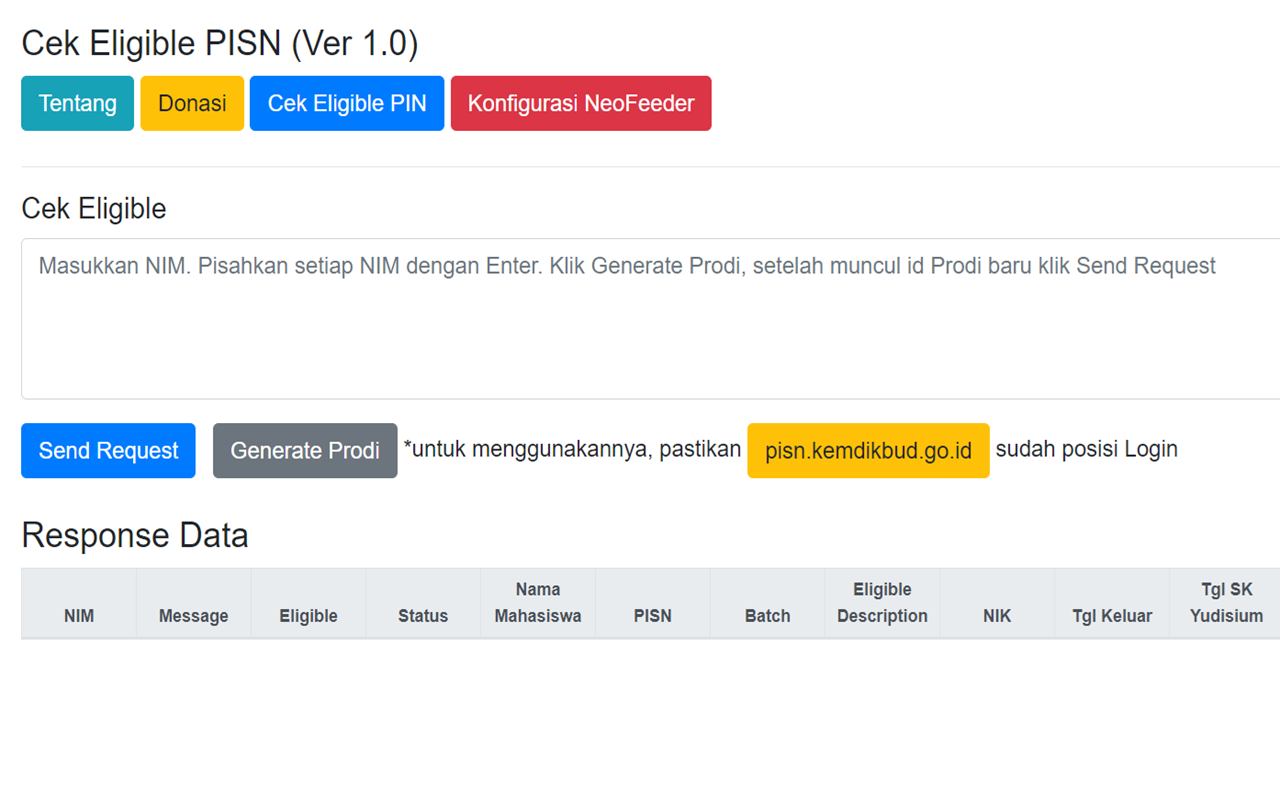 Cek Eligible PISN (Ver 1.0)
Tentang Donasi Cek Eligible PIN Konfigurasi NeoFeeder
Cek Eligible
Masukkan NIM. Pisahkan setiap NIM dengan Enter. Klik Generate Prodi, setelah muncul id Prodi baru klik Send Request
Send Request Generate Prodi *untuk menggunakannya, pastikan pisn.kemdikbud.go.id sudah posisi Login
Response Data
NIM Message Eligible Status Nama Mahasiswa PISN Batch Eligible Description NIK Tgl Keluar Tgl SK Yudisium